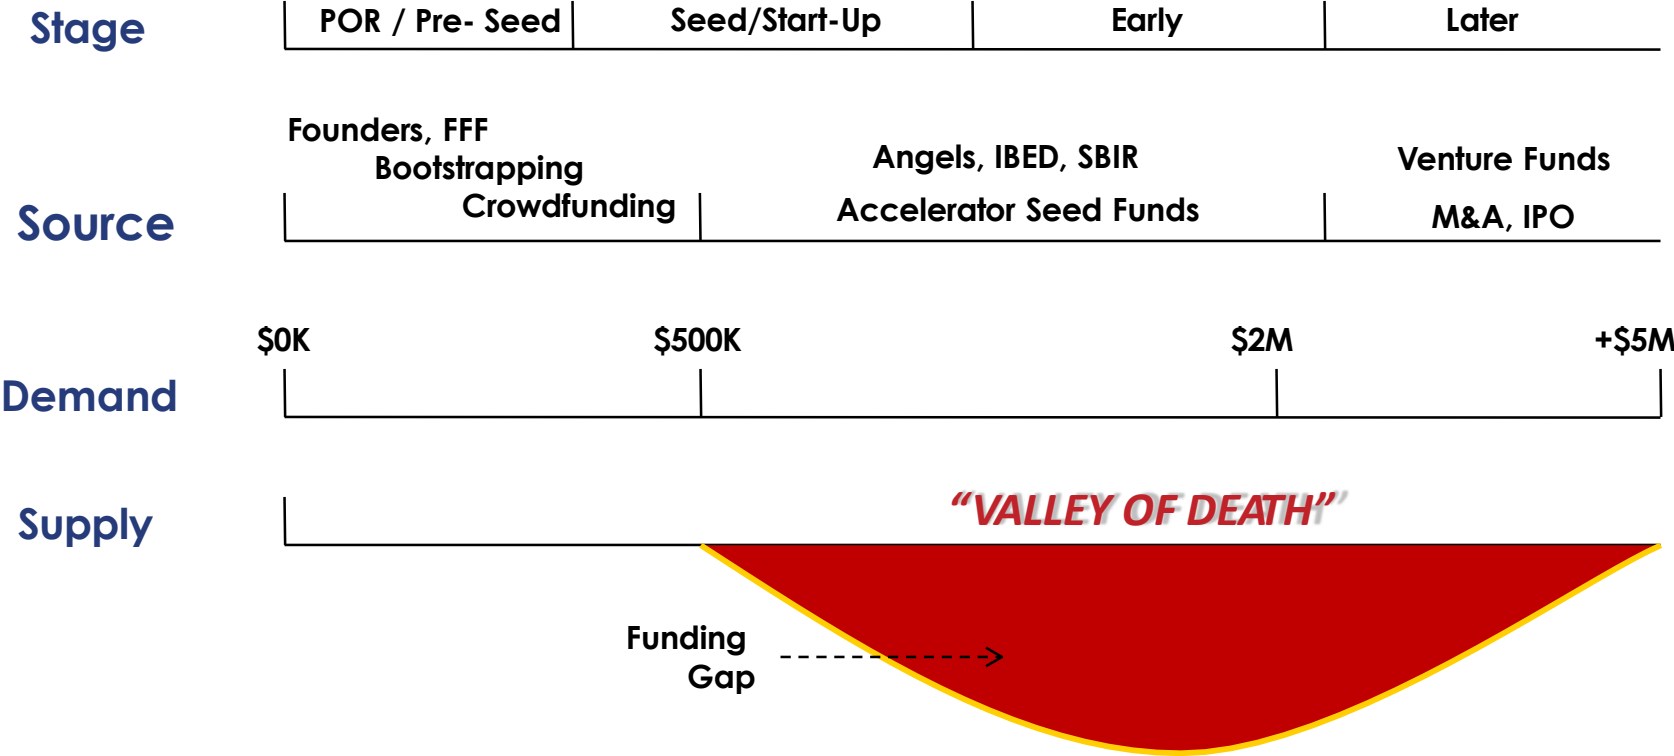 Stage
POR / Pre- Seed
Seed/Start-Up
Early
Later
Source
Founders, FFF
Bootstrapping
Crowdfunding
Angels, IBED, SBIR
Accelerator Seed Funds
Venture Funds
M&A, IPO
Demand
$0K
$500K
$2M
+$5M
Supply
“VALLEY OF DEATH”
Funding
Gap